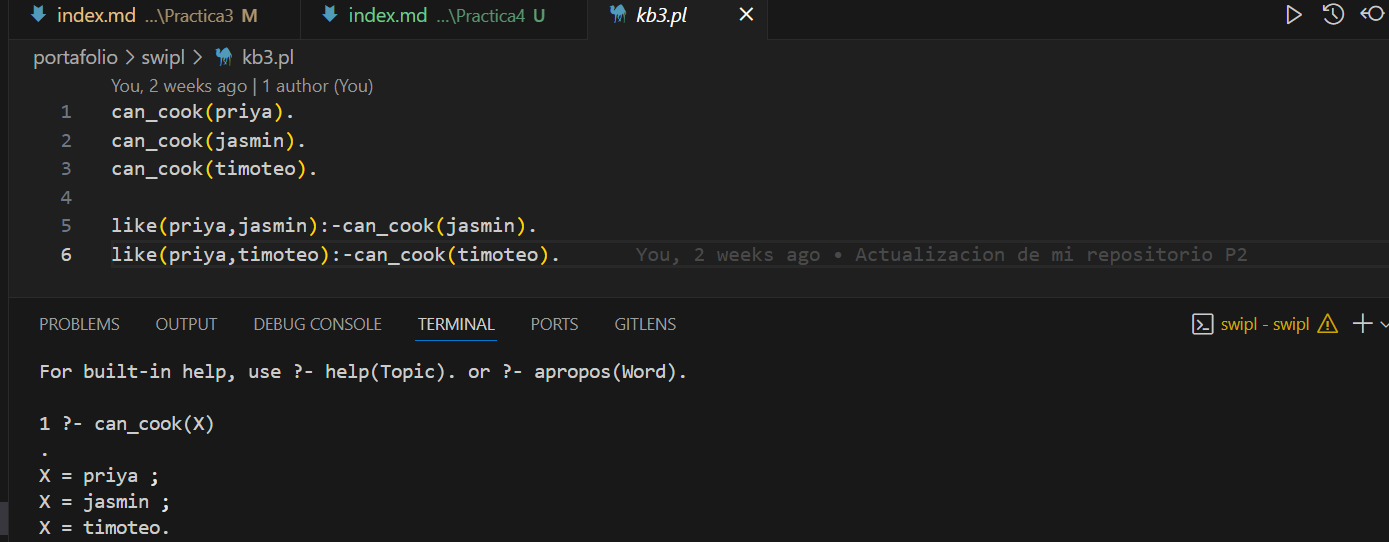 index.md ...\Practica3 M index.md ...\Practica4 U kb3.pl
portafolio > swipl > kb3.pl
You, 2 weeks ago | 1 author (You)
1 can_cook(priya).
2 can_cook(jasmin).
3 can_cook(timoteo).
4
5 like(priya,jasmin):-can_cook(jasmin).
6 like(priya,timoteo):-can_cook(timoteo). You, 2 weeks ago • Actualizacion de mi repositorio P2
PROBLEMS OUTPUT DEBUG CONSOLE TERMINAL PORTS GITLENS swipl - swipl
For built-in help, use ?- help(Topic). or ?- apropos(Word).
1 ?- can_cook(X)
.
X = priya ;
X = jasmin ;
X = timoteo.